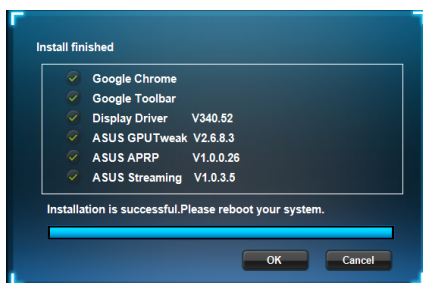 Install finished
Google Chrome
Google Toolbar
Display Driver V340.52
ASUS GPUTweak V2.6.8.3
ASUS APRP V1.0.0.26
ASUS Streaming V1.0.3.5
Installation is successful.Please reboot your system.
OK Cancel